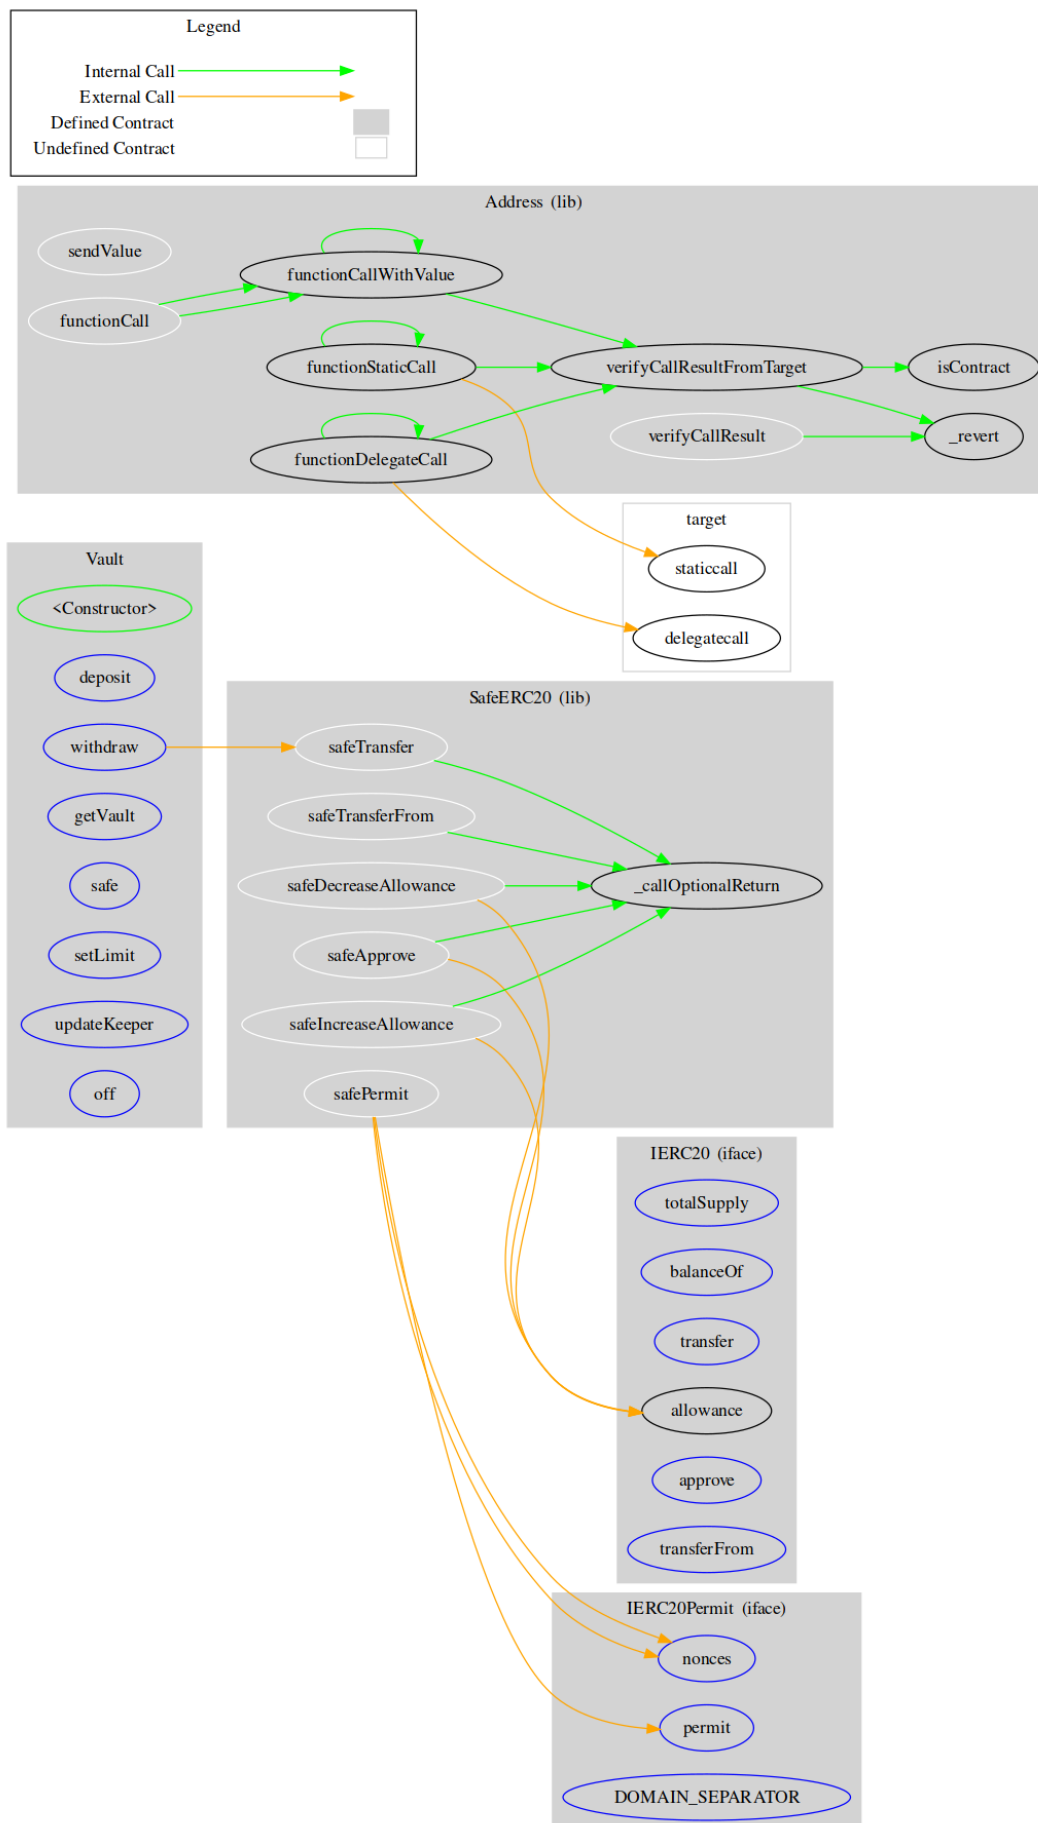 Legend
Internal Call
External Call
Defined Contract
Undefined Contract
Address (lib)
sendValue
functionCallWithValue
functionCall
functionStaticCall
verifyCallResultFromTarget
isContract
verifyCallResult
_revert
functionDelegateCall
target
staticcall
delegatecall
Vault
<Constructor>
deposit
withdraw
getVault
safe
setLimit
updateKeeper
off
SafeERC20 (lib)
safeTransfer
safeTransferFrom
safeDecreaseAllowance
_callOptionalReturn
safeApprove
safeIncreaseAllowance
safePermit
IERC20 (iface)
totalSupply
balanceOf
transfer
allowance
approve
transferFrom
IERC20Permit (iface)
nonces
permit
DOMAIN_SEPARATOR